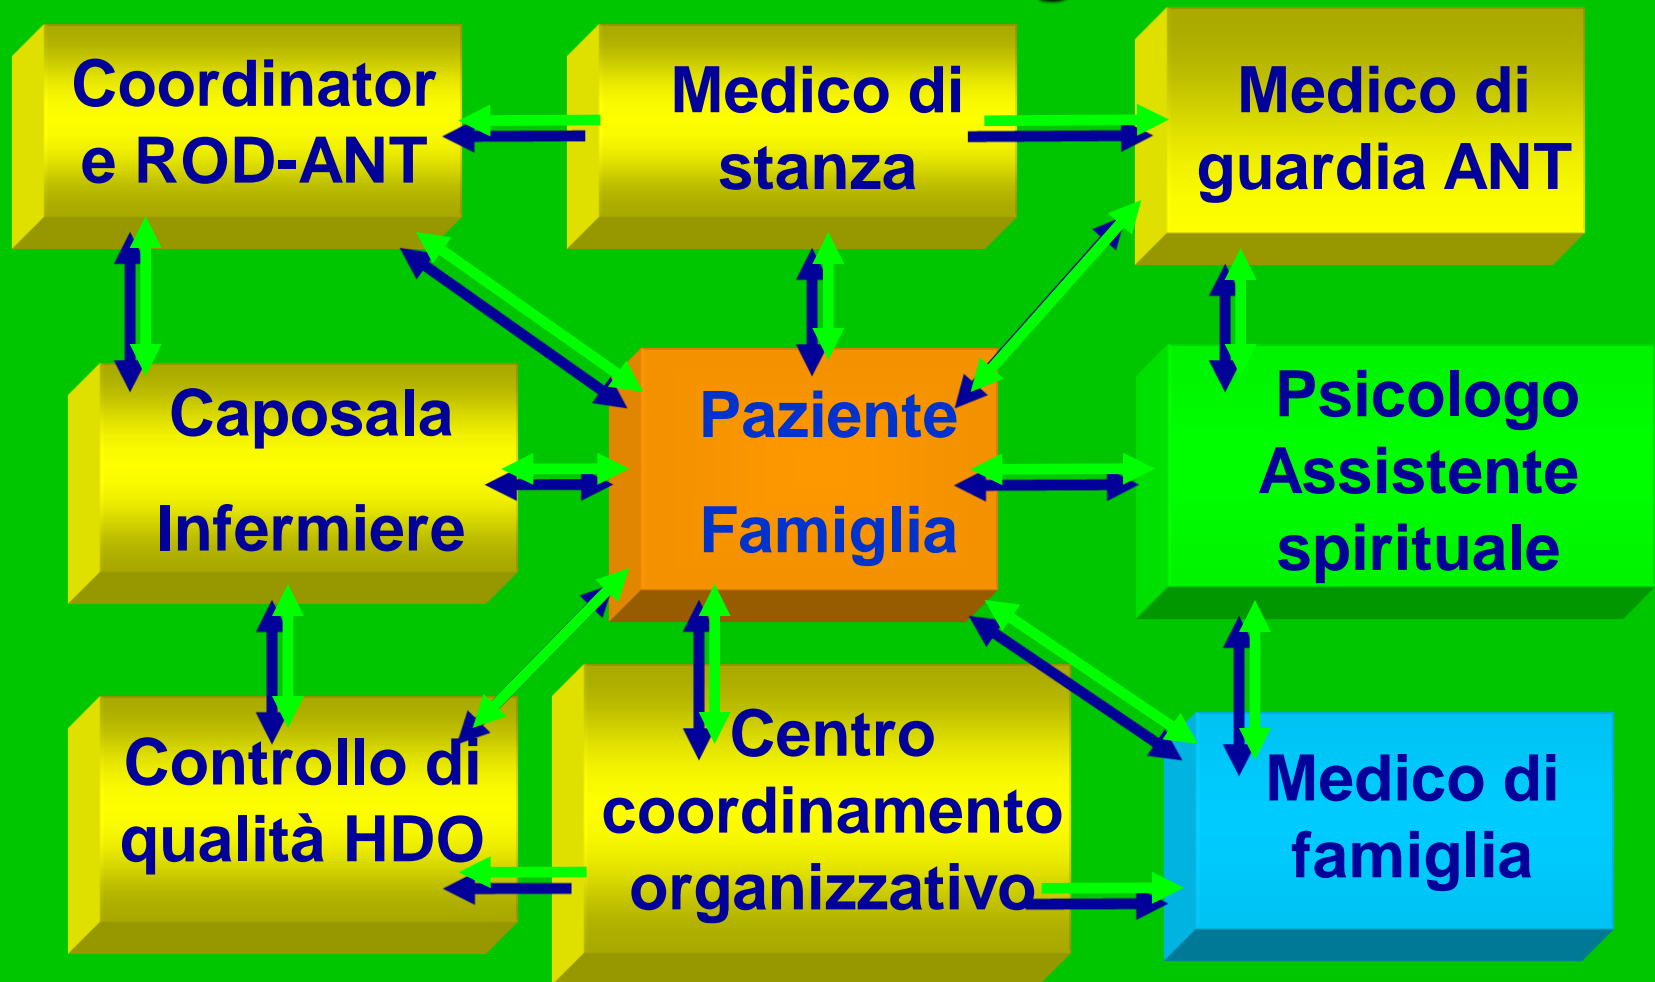 Coordinator
e ROD-ANT
Medico di
stanza
Medico di
guardia ANT
Caposala
Infermiere
Paziente
Famiglia
Psicologo
Assistente
spirituale
Controllo di
qualità HDO
Centro
coordinamento
organizzativo
Medico di
famiglia